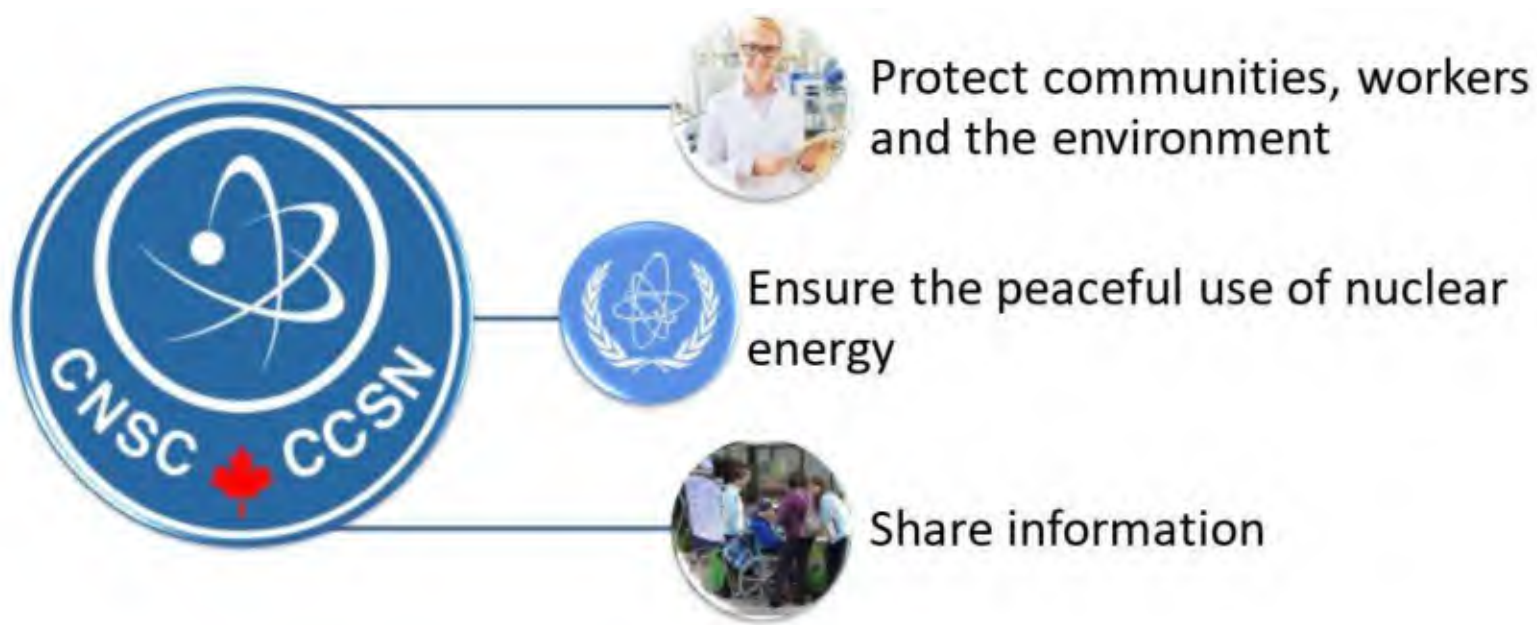 Protect communities, workers
and the environment
Ensure the peaceful use of nuclear
energy
CNSC CCSN
Share information